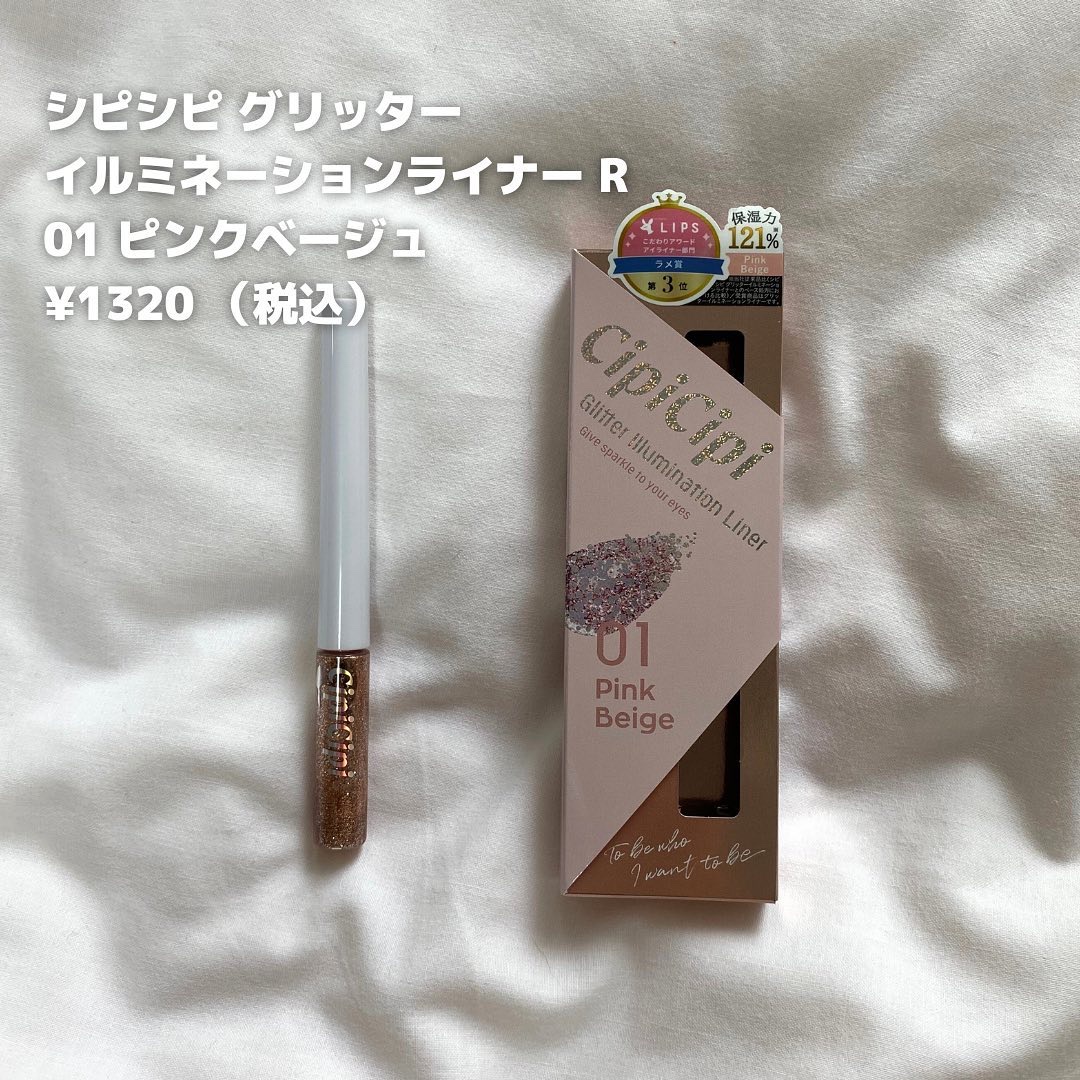 シピシピ グリッター
イルミネーションライナー R
01 ピンクベージュ
¥1320 （税込）
LIPS
こだわりアワード
アイライナー部門
ラメ賞
第3位
保湿力
121%
Pink
Beige
CipiCipi
Glitter Illumination Liner
Give sparkle to your eyes
01
Pink
Beige
To be who
I want to be
CipiCipi